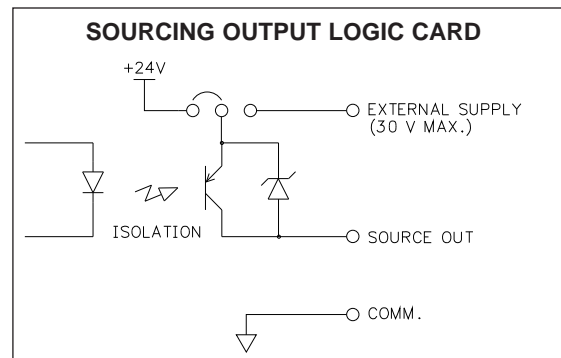 SOURCING OUTPUT LOGIC CARD
+24V
EXTERNAL SUPPLY
(30 V MAX.)
ISOLATION
SOURCE OUT
COMM.